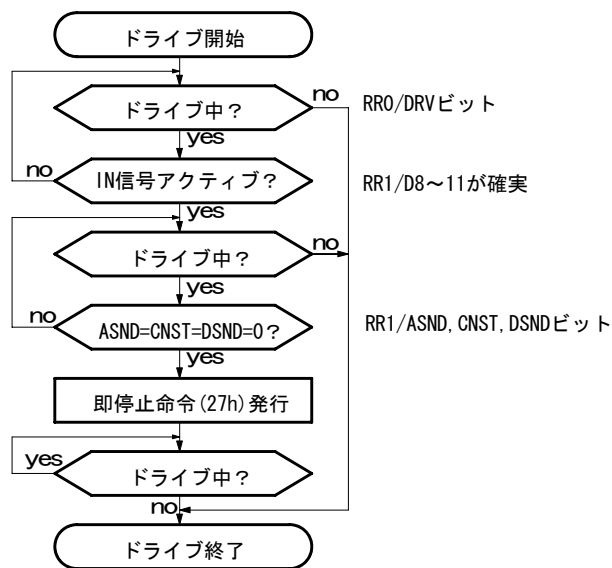 ドライブ開始
ドライブ中?
no
RR0/DRVビット
yes
no
IN信号アクティブ?
RR1/D8~11が確実
yes
ドライブ中?
no
yes
no
ASND=CNST=DSND=0?
RR1/ASND, CNST, DSNDビット
yes
即停止命令(27h)発行
yes
ドライブ中?
no
ドライブ終了